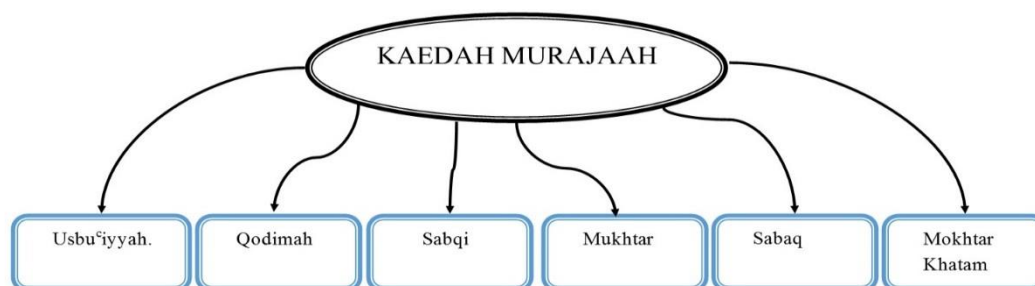 KAEDAH MURAJAAH
Usbuᶜiyyah.
Qodimah
Sabqi
Mukhtar
Sabaq
Mokhtar
Khatam